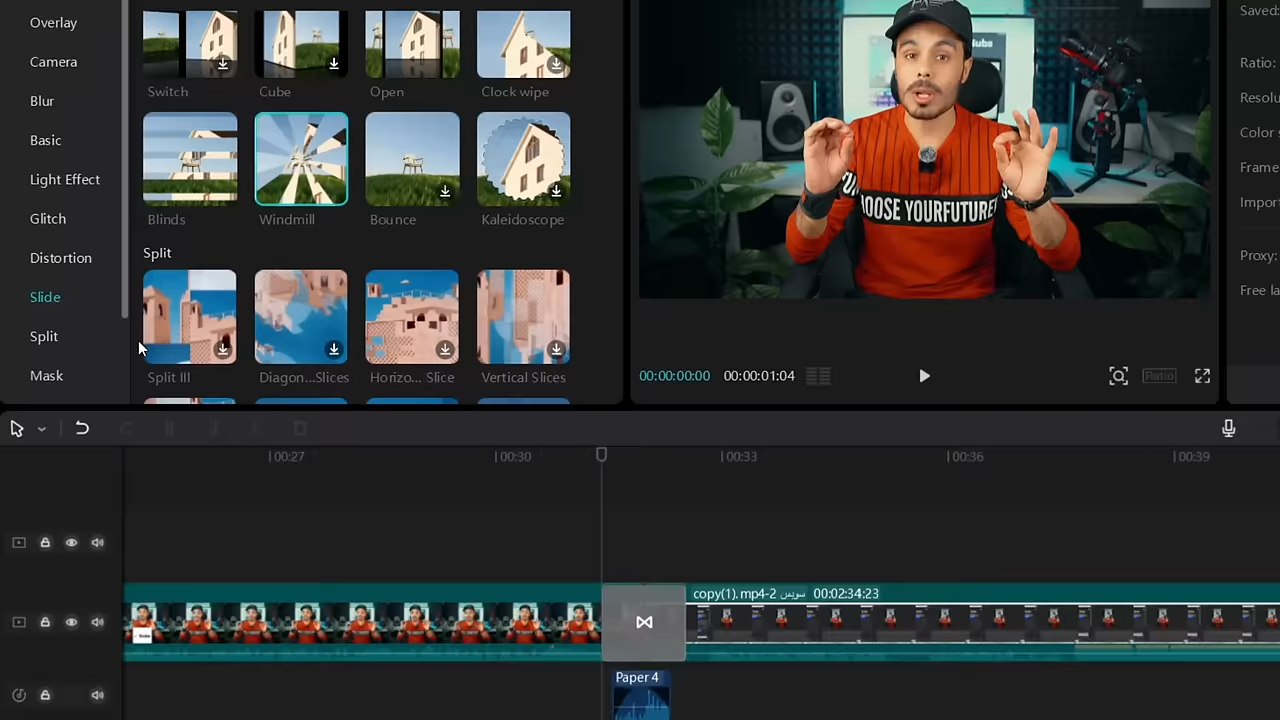 Overlay
Camera
Blur
Basic
Light Effect
Glitch
Distortion
Slide
Split
Mask
Switch
Cube
Open
Clock wipe
Blinds
Windmill
Bounce
Kaleidoscope
Split
Split III
Diagon...Slices
Horizo... Slice
Vertical Slices
OOSE YOURFUTURE
00:00:00:00
00:00:01:04
Ratio
Saved:
Ratio:
Resolu
Color s
Frame
Import
Proxy:
Free la
00:27
00:30
00:33
00:36
00:39
copy(1).mp4-2 سويس 00:02:34:23
Paper 4